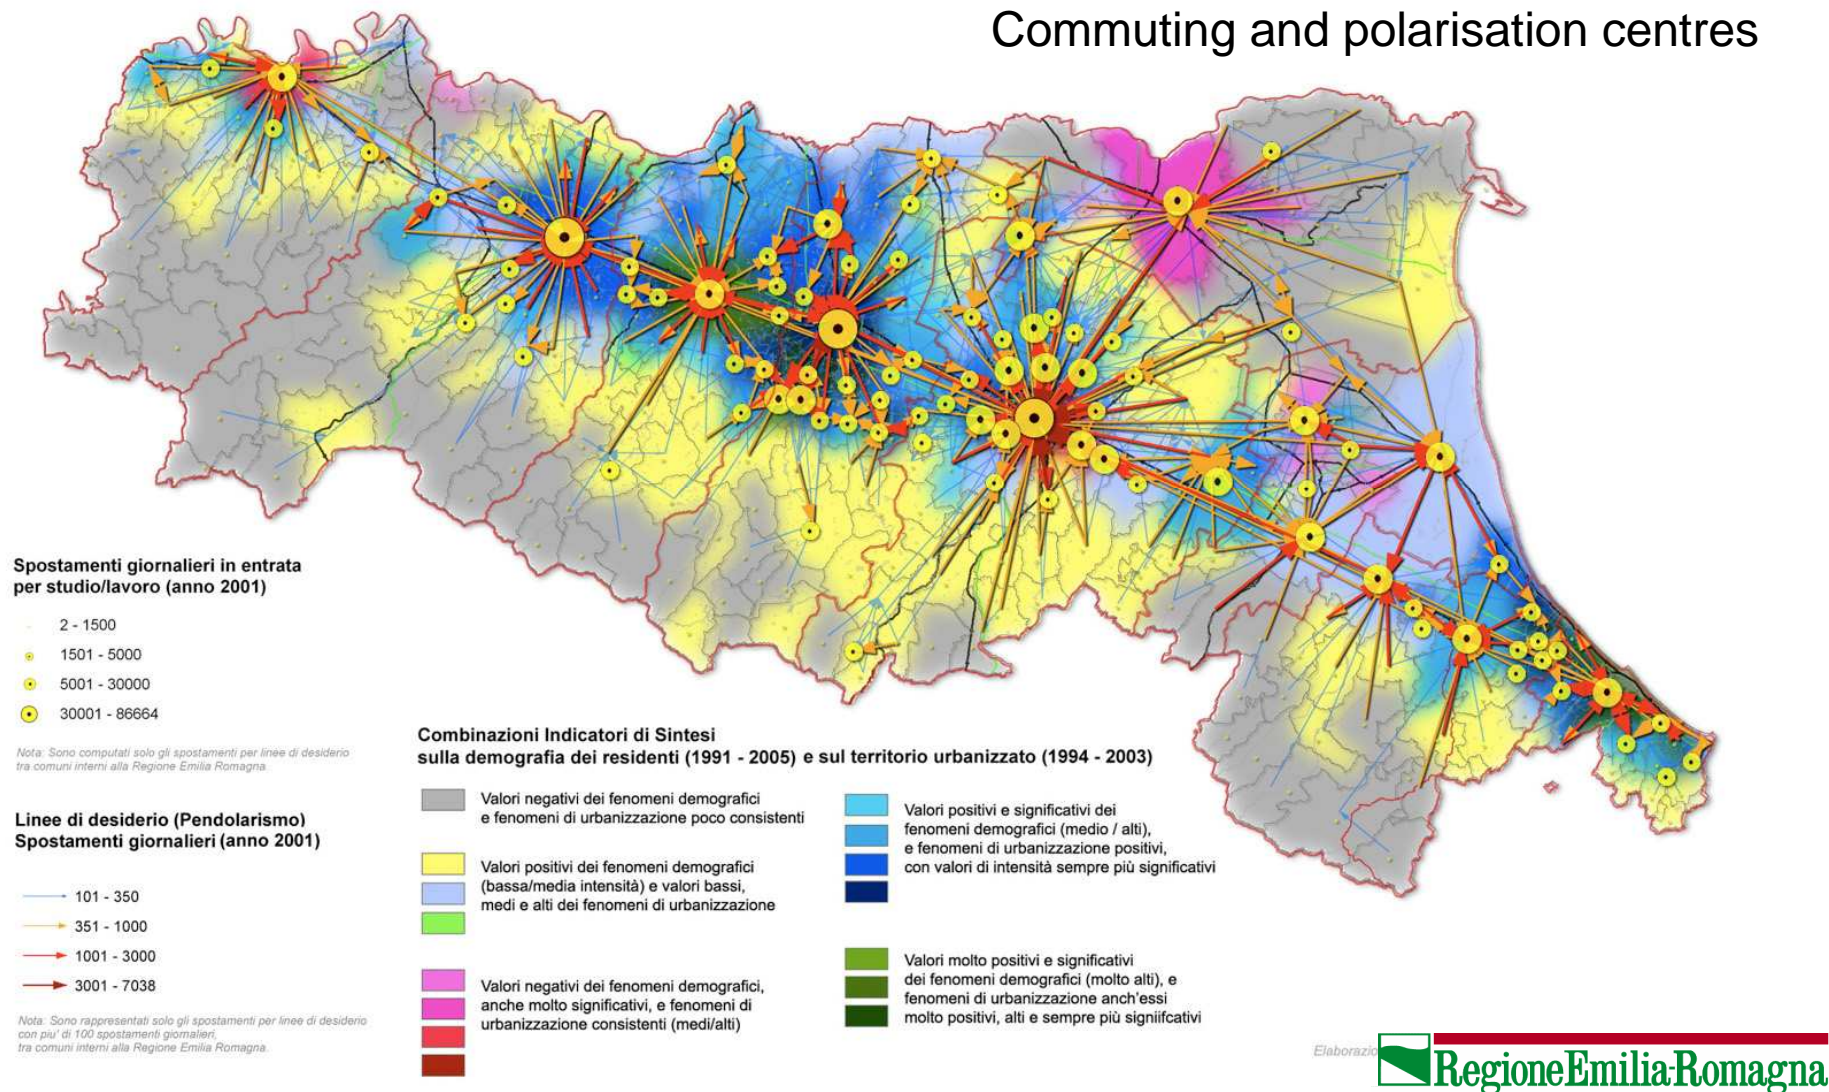 Commuting and polarisation centres
Spostamenti giornalieri in entrata
per studio/lavoro (anno 2001)
2 - 1500
1501 - 5000
5001 - 30000
30001 - 86664
Nota: Sono computati solo gli spostamenti per linee di desiderio
tra comuni interni alla Regione Emilia Romagna
Linee di desiderio (Pendolarismo)
Spostamenti giornalieri (anno 2001)
101 - 350
351 - 1000
1001 - 3000
3001 - 7038
Nota: Sono rappresentati solo gli spostamenti per linee di desiderio
con piu' di 100 spostamenti giornalieri,
tra comuni interni alla Regione Emilia Romagna.
Combinazioni Indicatori di Sintesi
sulla demografia dei residenti (1991 - 2005) e sul territorio urbanizzato (1994 - 2003)
Valori negativi dei fenomeni demografici
e fenomeni di urbanizzazione poco consistenti
Valori positivi dei fenomeni demografici
(bassa/media intensità) e valori bassi,
medi e alti dei fenomeni di urbanizzazione
Valori negativi dei fenomeni demografici,
anche molto significativi, e fenomeni di
urbanizzazione consistenti (medi/alti)
Valori positivi e significativi dei
fenomeni demografici (medio / alti),
e fenomeni di urbanizzazione positivi,
con valori di intensità sempre più significativi
Valori molto positivi e significativi
dei fenomeni demografici (molto alti), e
fenomeni di urbanizzazione anch'essi
molto positivi, alti e sempre più signiifcativi
Elaborazio
RegioneEmilia-Romagna